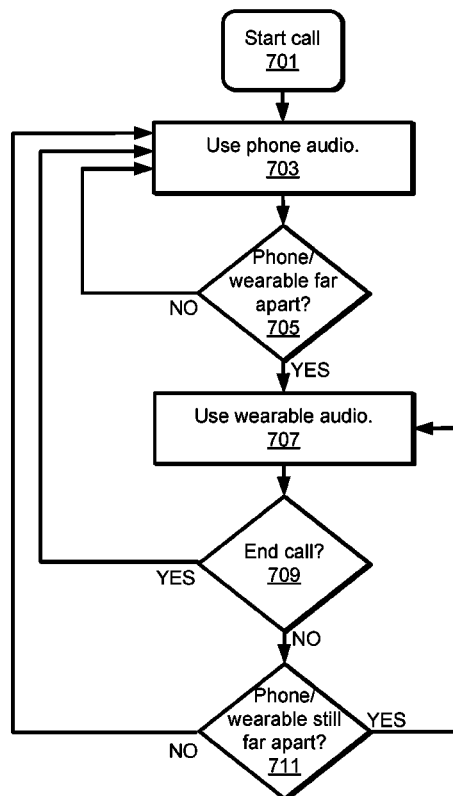 Start call
701
Use phone audio.
703
Phone/
wearable far
apart?
705
NO
YES
Use wearable audio.
707
End call?
709
YES
NO
Phone/
wearable still
far apart?
711
NO
YES